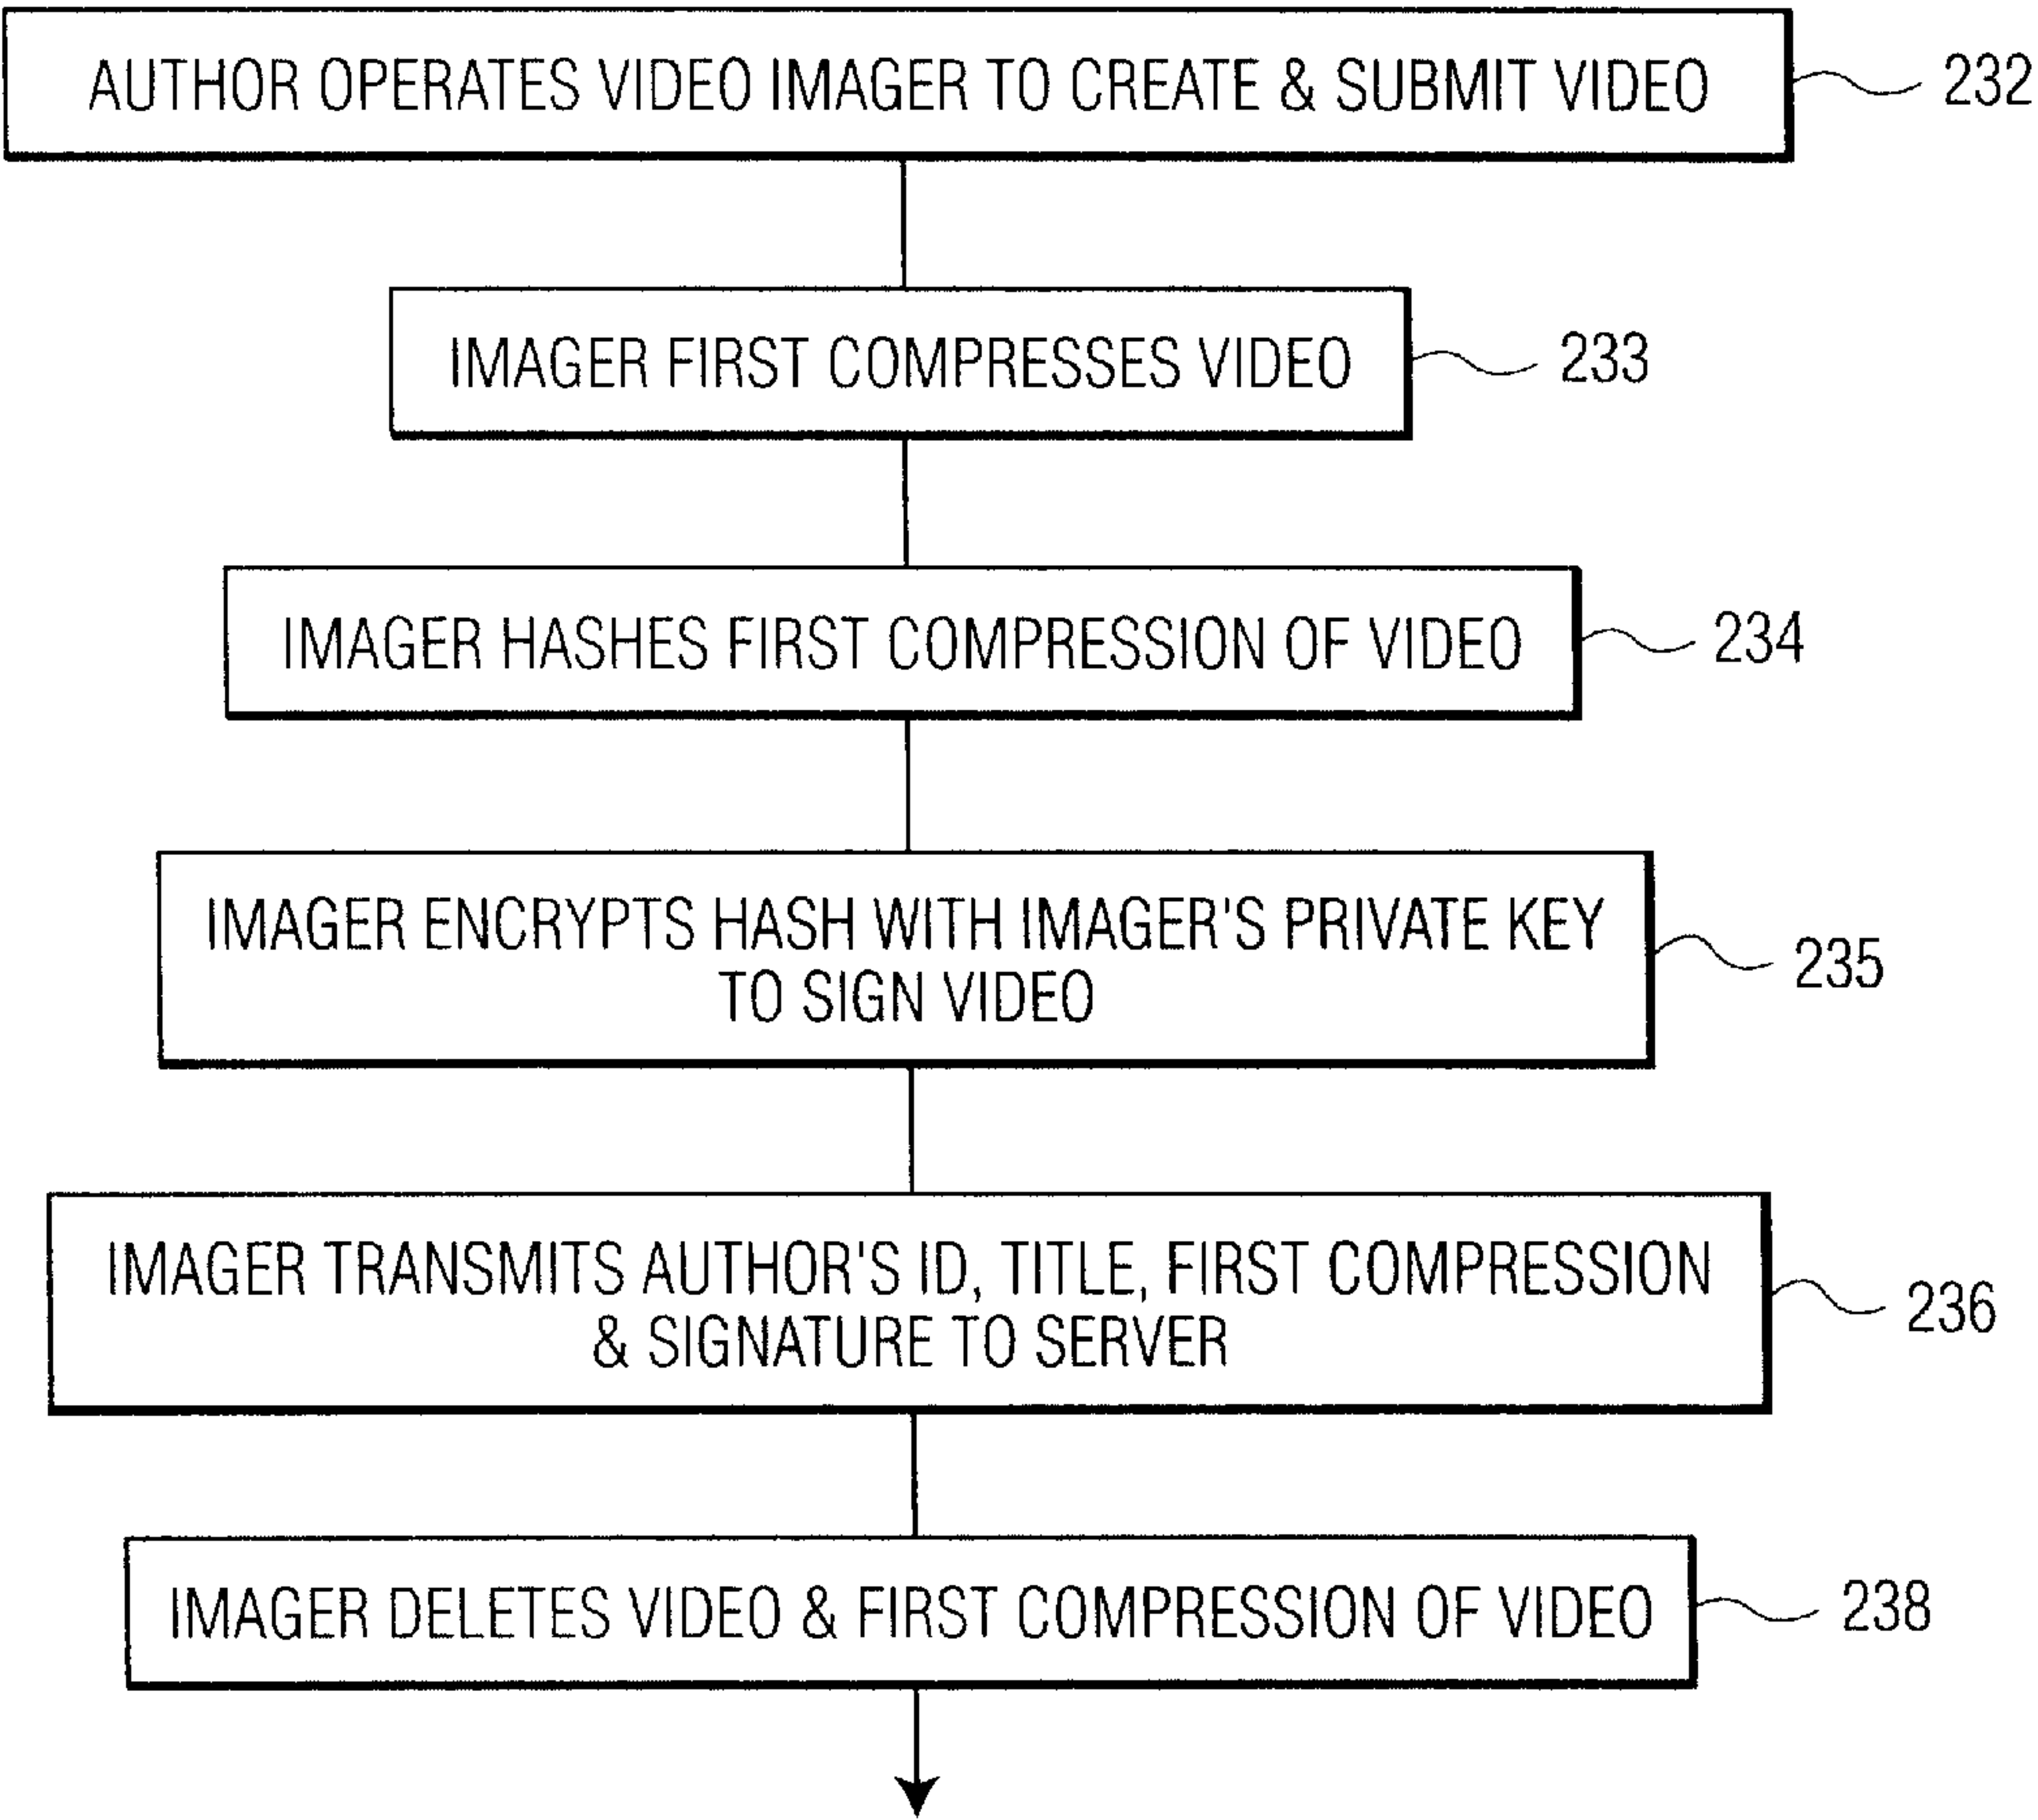 AUTHOR OPERATES VIDEO IMAGER TO CREATE & SUBMIT VIDEO
232
IMAGER FIRST COMPRESSES VIDEO
233
IMAGER HASHES FIRST COMPRESSION OF VIDEO
234
IMAGER ENCRYPTS HASH WITH IMAGER'S PRIVATE KEY
TO SIGN VIDEO
235
IMAGER TRANSMITS AUTHOR'S ID, TITLE, FIRST COMPRESSION
& SIGNATURE TO SERVER
236
IMAGER DELETES VIDEO & FIRST COMPRESSION OF VIDEO
238